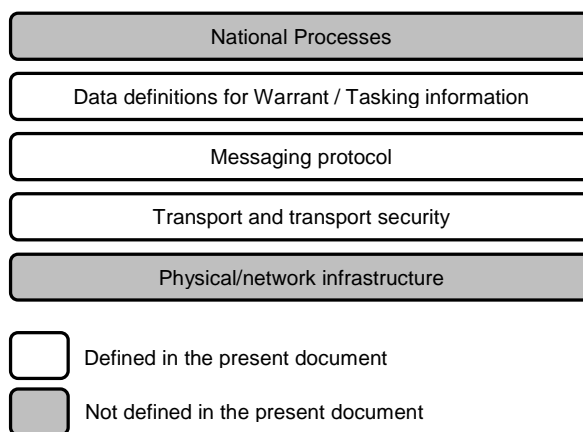 National Processes
Data definitions for Warrant / Tasking information
Messaging protocol
Transport and transport security
Physical/network infrastructure
Defined in the present document
Not defined in the present document